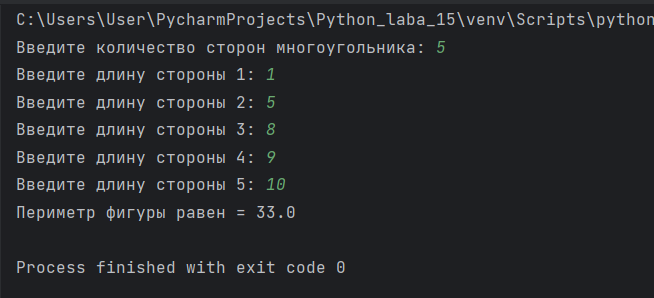 C:\Users\User\PycharmProjects\Python_laba_15\venv\Scripts\python
Введите количество сторон многоугольника: 5
Введите длину стороны 1: 1
Введите длину стороны 2: 5
Введите длину стороны 3: 8
Введите длину стороны 4: 9
Введите длину стороны 5: 10
Периметр фигуры равен = 33.0
Process finished with exit code 0